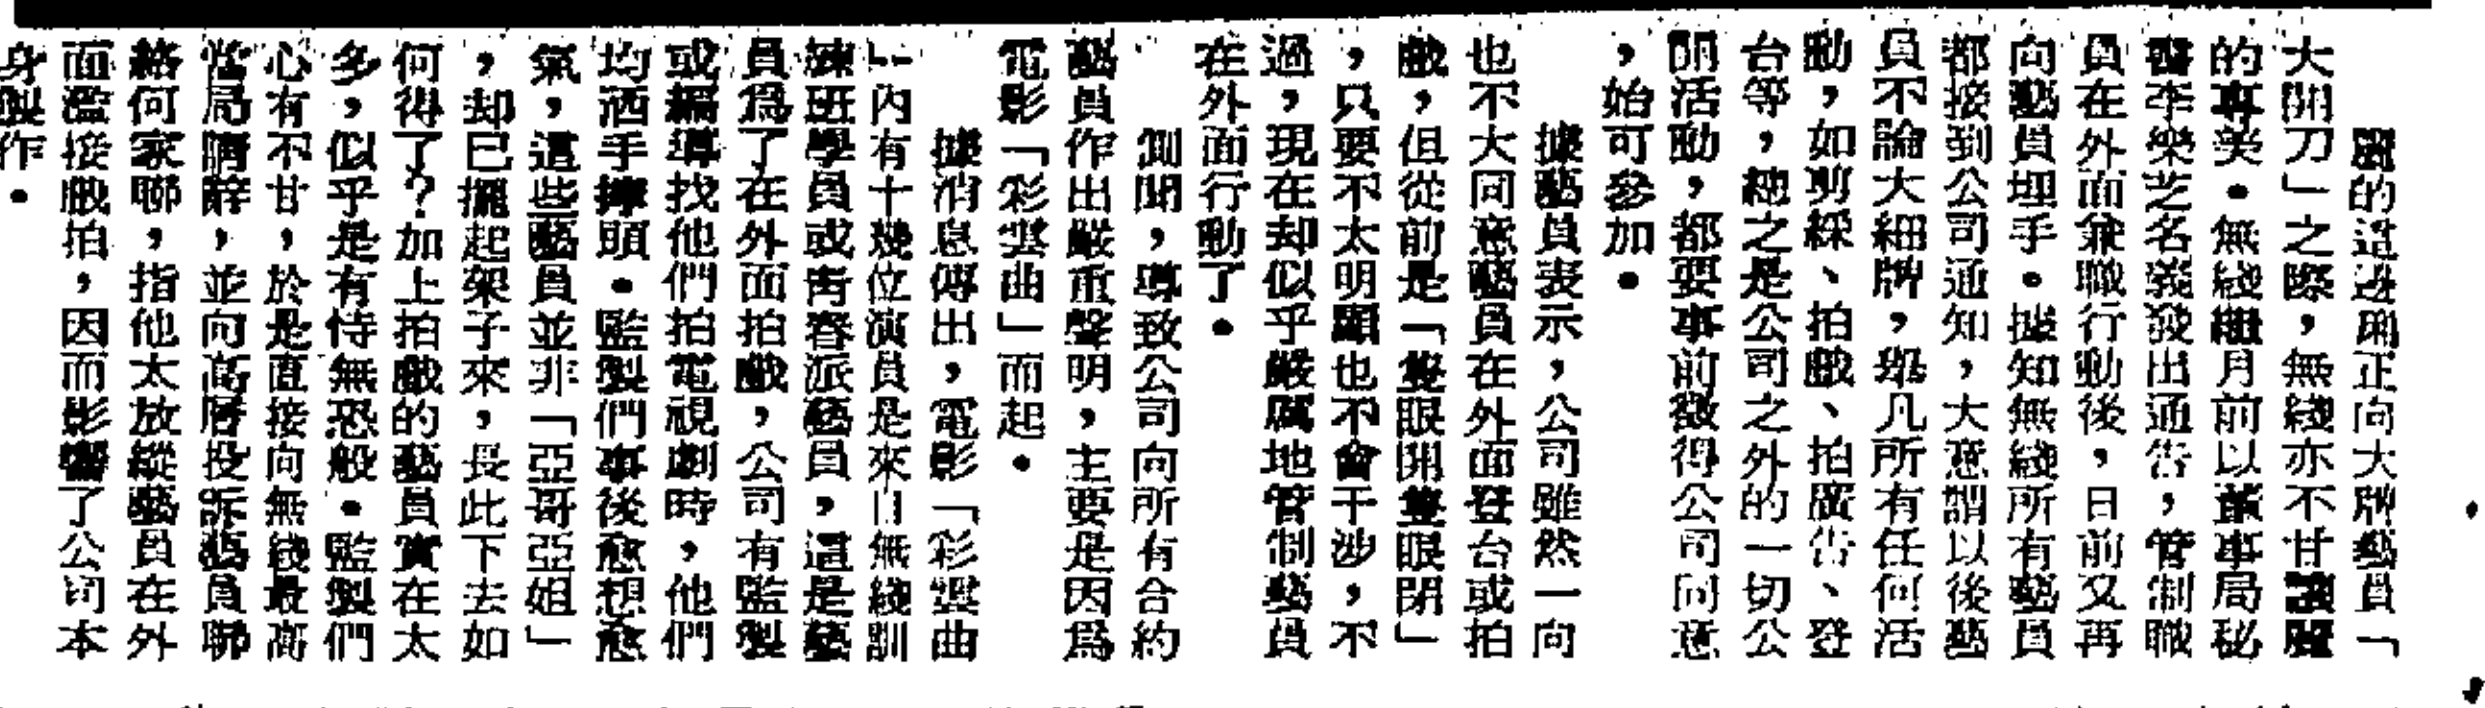 麗的這邊廂正向大牌藝員「
大開刀」之際，無綫亦不甘讓麗
的專美。無綫繼月前以董事局秘
書李樂芝名義發出通告，管制職
員在外面兼職行動後，日前又再
向藝員埋手。據知無綫所有藝員
都接到公司通知，大意謂以後藝
員不論大細牌，舉凡所有任何活
動，如剪綵、拍戲、拍廣告、登
台等，總之是公司之外的一切公
開活動，都要事前徵得公司同意
，始可參加。
據藝員表示，公司雖然一向
也不大同意藝員在外面登台或拍
戲，但從前是「隻眼開隻眼閉」
，只要不太明顯也不會干涉，不
過，現在却似乎嚴厲地管制藝員
在外面行動了。
側聞，導致公司向所有合約
藝員作出嚴重聲明，主要是因爲
電影「彩雲曲」而起。
據消息傳出，電影「彩雲曲
」內有十幾位演員是來自無綫訓
練班學員或靑春派藝員，這是藝
員爲了在外面拍戲，公司有監製
或編導找他們拍電視劇時，他們
均洒手擰頭。監製們事後愈想愈
氣，這些藝員並非「亞哥亞姐」
，却已擺起架子來，長此下去如
何得了？加上拍戲的藝員實在太
多，似乎是有恃無恐般。監製們
心有不甘，於是直接向無綫最高
當局請辭，並向高層投訴藝員聯
絡何家聯，指他太放縱藝員在外
面濫接戲拍，因而影響了公司本
身製作。